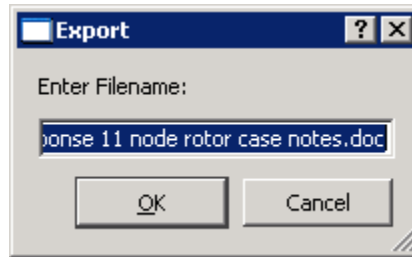 Export
Enter Filename:
ponse 11 node rotor case notes.doc
OK
Cancel